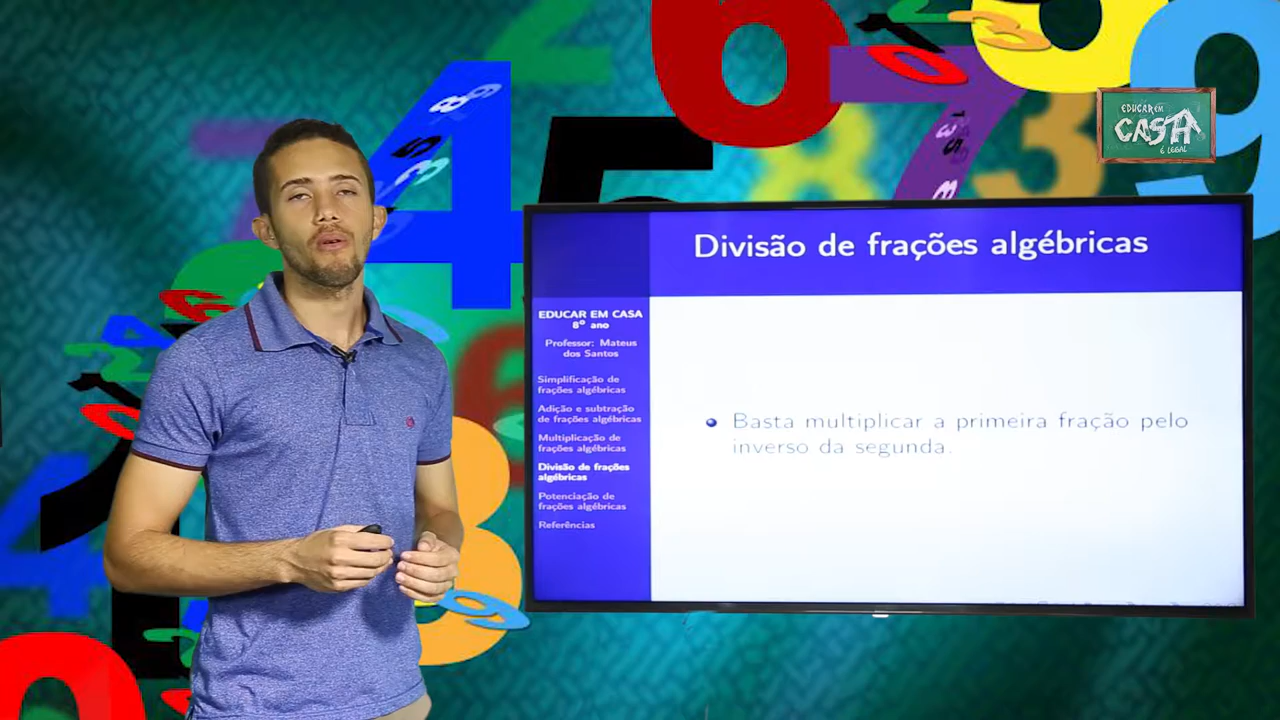 EDUCAR EM
CASA
É LEGAL
Divisão de frações algébricas
EDUCAR EM CASA
8º ano
Professor: Mateus
dos Santos
Simplificação de
frações algébricas
Adição e subtração
de frações algébricas
Multiplicação de
frações algébricas
Divisão de frações
algébricas
Potenciação de
frações algébricas
Referências
Basta multiplicar a primeira fração pelo
inverso da segunda.